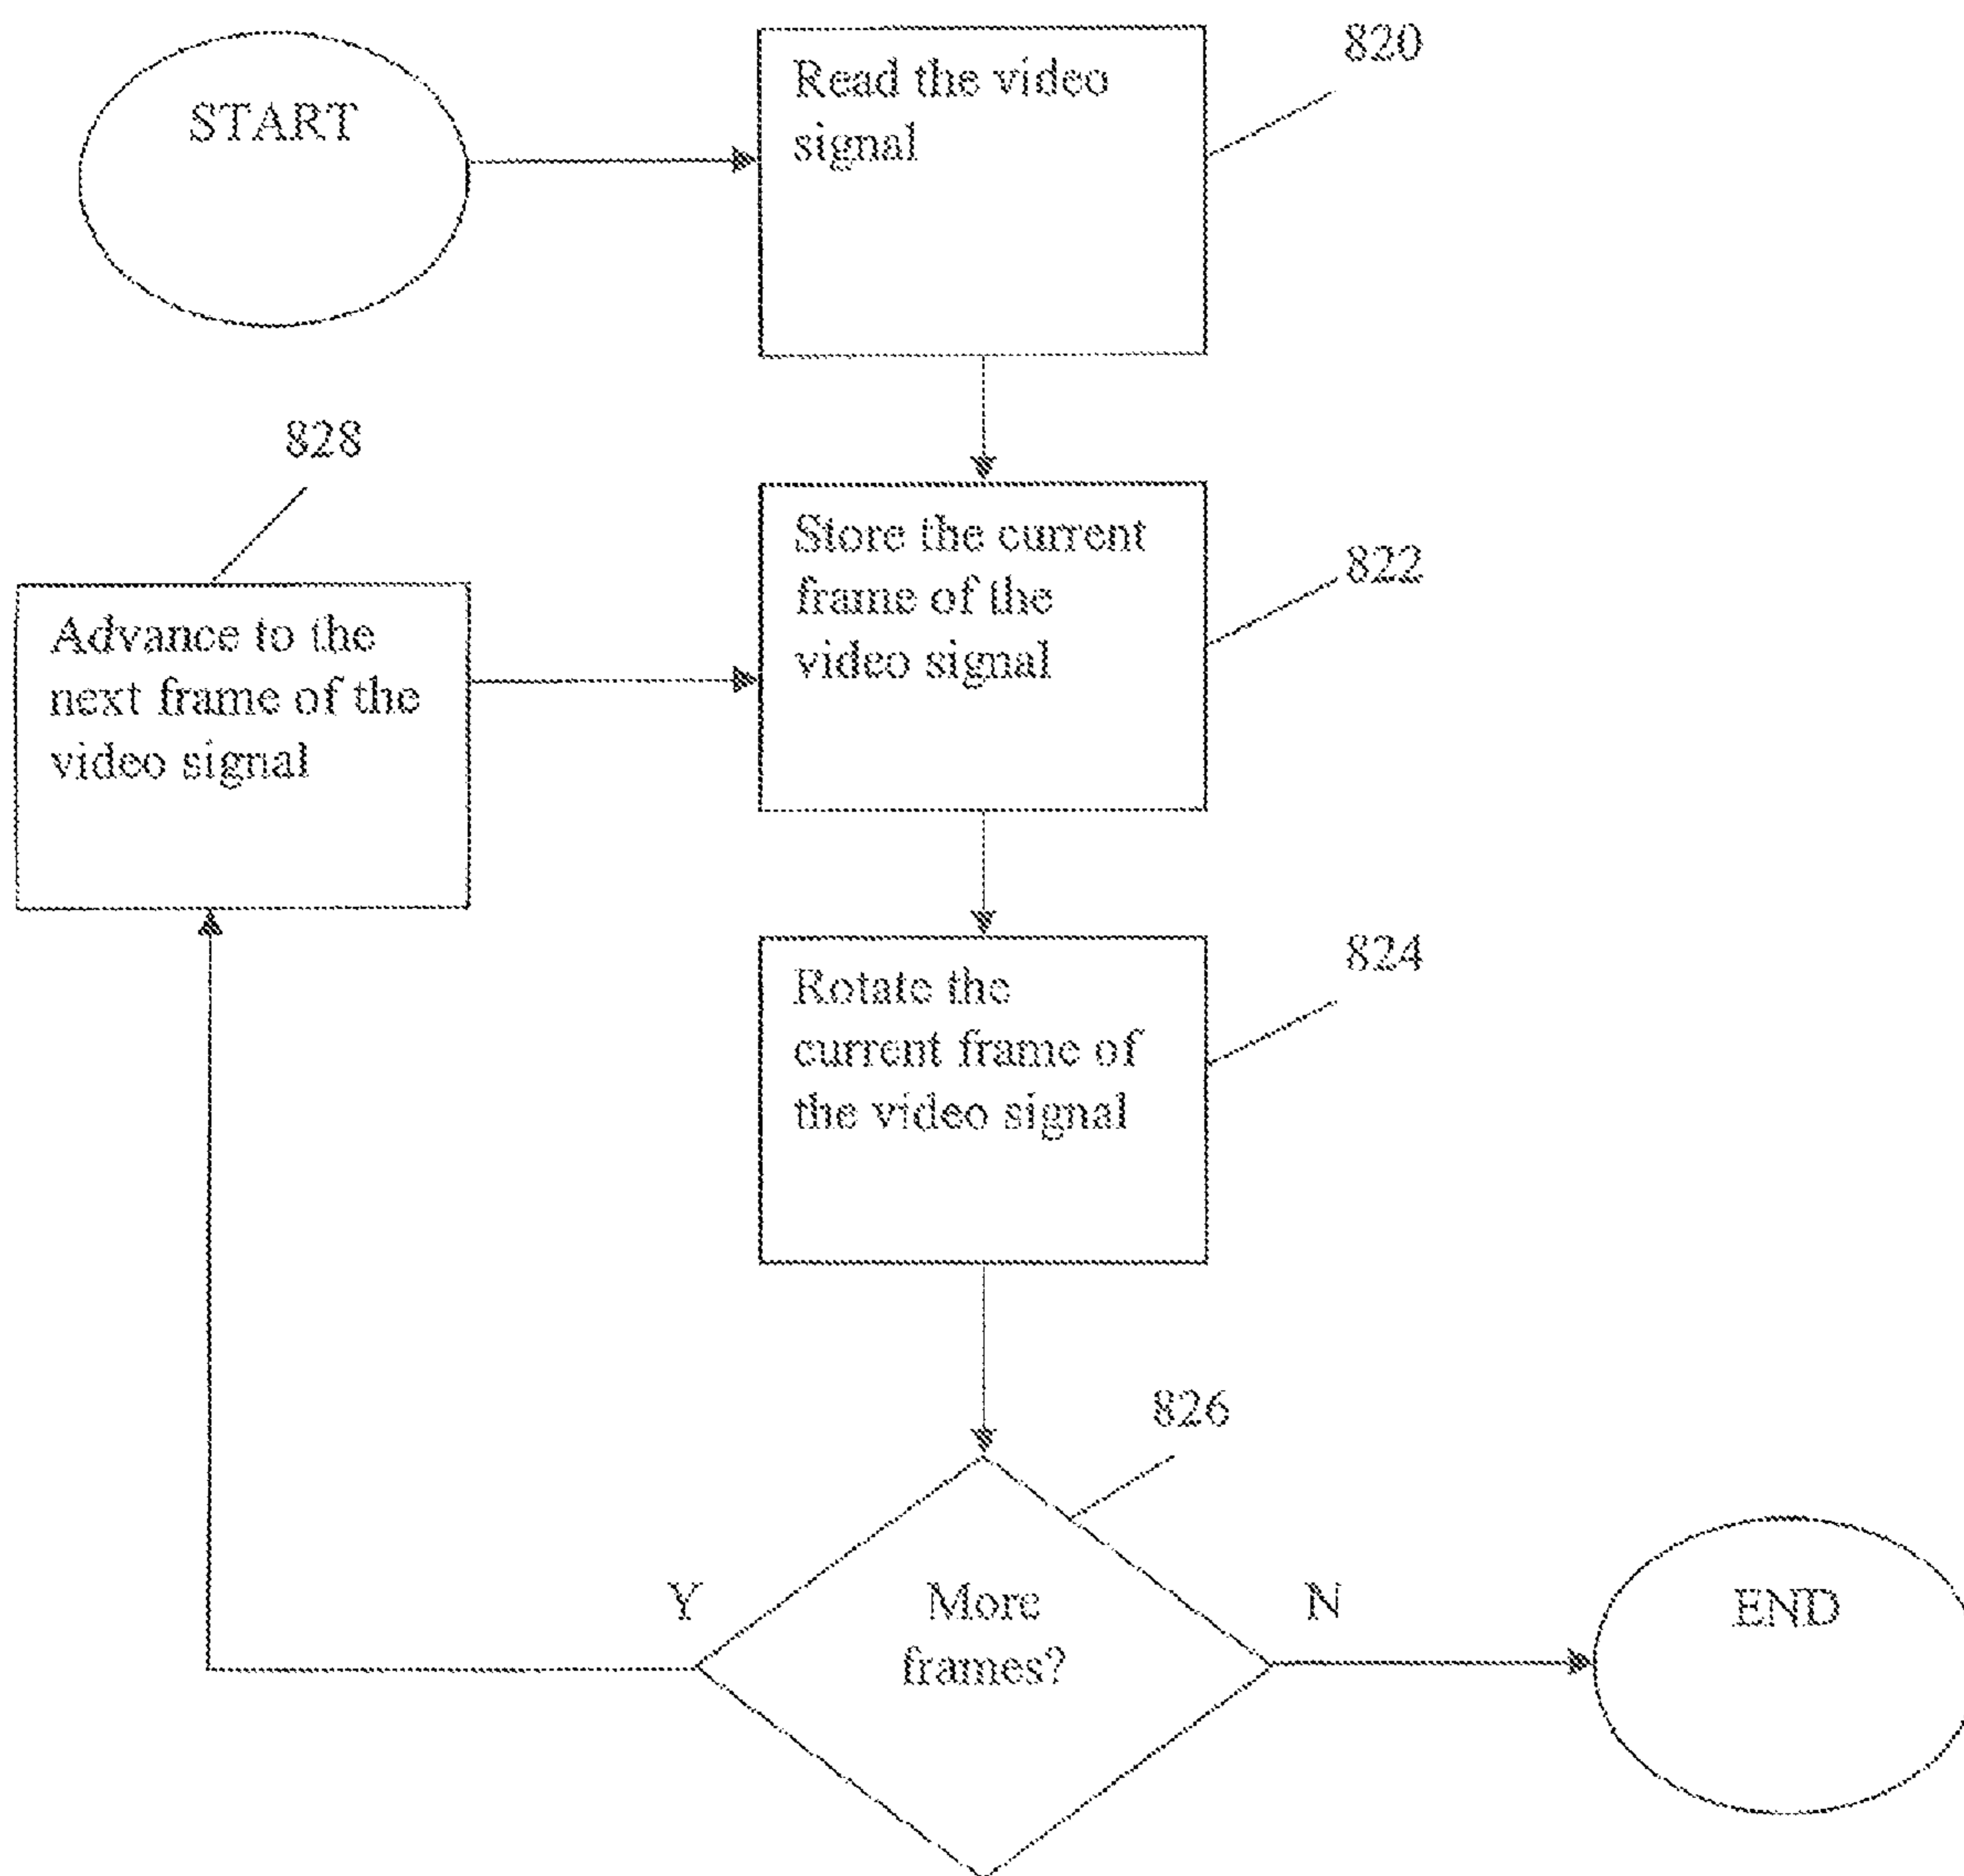 START
Read the video
signal
820
828
Store the current
frame of the
video signal
822
Advance to the
next frame of the
video signal
Rotate the
current frame of
the video signal
824
826
Y
More
frames?
N
END